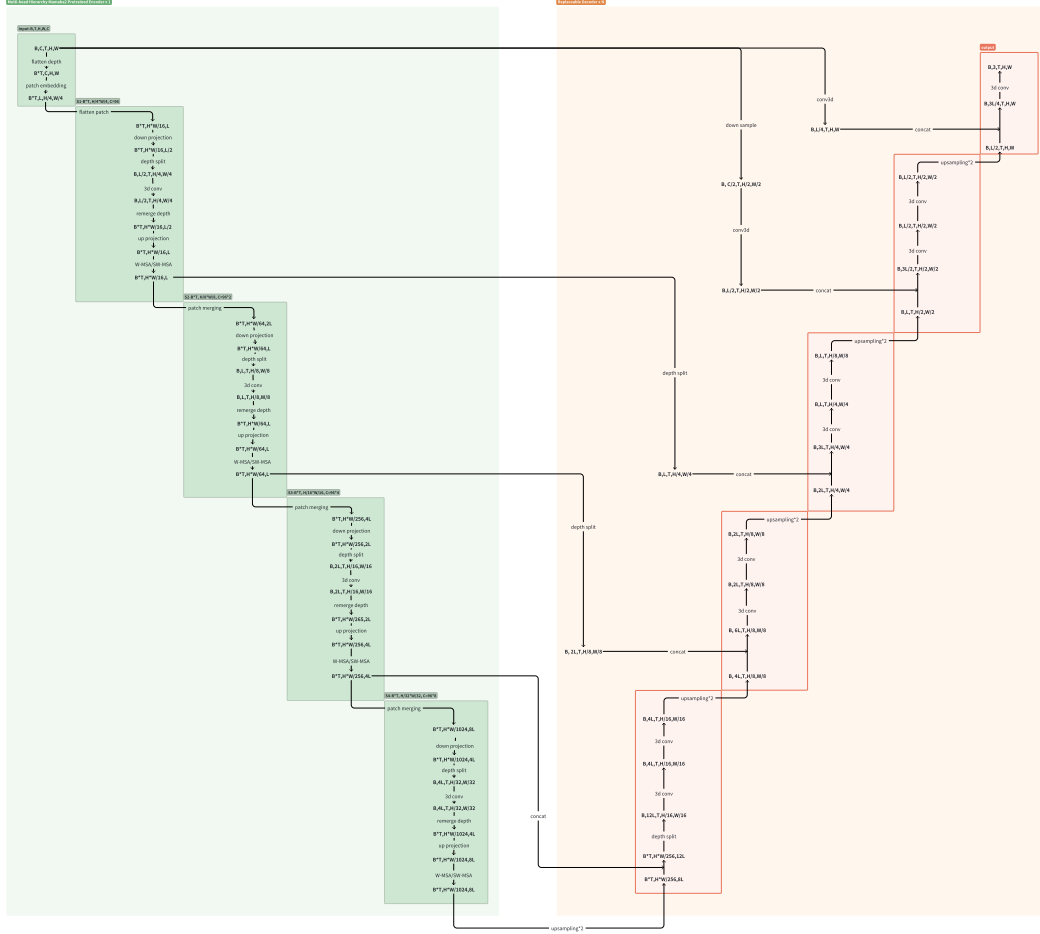 Multi-Head Hierarchy Mamaba2 Pretrained Encoder x 2
Input:B,T,H,W,C
B,C,T,H,W
flatten depth
B*T,C,H,W
patch embedding
B*T,L,H/4,W/4
flatten patch
B*T,H*W/16,L
down projection
B*T,H*W/16,L/2
depth split
B,L/2,T,H/4,W/4
3d conv
B,L/2,T,H/4,W/4
remerge depth
B*T,H*W/16,L/2
up projection
B*T,H*W/16,L
W-MSA/SW-MSA
B*T,H*W/16,L
patch merging
B*T,H*W/64,2L
down projection
B*T,H*W/64,L
depth split
B,L,T,H/8,W/8
3d conv
B,L,T,H/8,W/8
remerge depth
B*T,H*W/64,L
up projection
B*T,H*W/64,L
W-MSA/SW-MSA
B*T,H*W/64,L
patch merging
B*T,H*W/256,4L
down projection
B*T,H*W/256,2L
depth split
B,2L,T,H/16,W/16
3d conv
B,2L,T,H/16,W/16
remerge depth
B*T,H*W/265,2L
up projection
B*T,H*W/256,4L
W-MSA/SW-MSA
B*T,H*W/256,4L
patch merging
B*T,H*W/1024,8L
down projection
B*T,H*W/1024,4L
depth split
B,4L,T,H/32,W/32
3d conv
B,4L,T,H/32,W/32
remerge depth
B*T,H*W/1024,4L
up projection
B*T,H*W/1024,8L
W-MSA/SW-MSA
B*T,H*W/1024,8L
upsampling*2
Replaceable Decoder x
output
B,3,T,H,W
3d conv
B,3L/4,T,H,W
conv3d
B,L/4,T,H,W
concat
B,L/2,T,H,W
upsampling*2
down sample
B, C/2,T,H/2,W/2
conv3d
B,L/2,T,H/2,W/2
concat
B,L/2,T,H/2,W/2
3d conv
B,L/2,T,H/2,W/2
3d conv
B,3L/2,T,H/2,W/2
B,L,T,H/2,W/2
upsampling*2
B,L,T,H/8,W/8
3d conv
B,L,T,H/4,W/4
3d conv
B,3L,T,H/4,W/4
depth split
B,L,T,H/4,W/4
concat
B,2L,T,H/4,W/4
upsampling*2
B,2L,T,H/8,W/8
3d conv
B,2L,T,H/8,W/8
3d conv
B, 6L,T,H/8,W/8
depth split
B, 2L,T,H/8,W/8
concat
B, 4L,T,H/8,W/8
upsampling*2
B,4L,T,H/16,W/16
3d conv
B,4L,T,H/16,W/16
3d conv
B,12L,T,H/16,W/16
depth split
B*T,H*W/256,12L
concat
B*T,H*W/256,8L